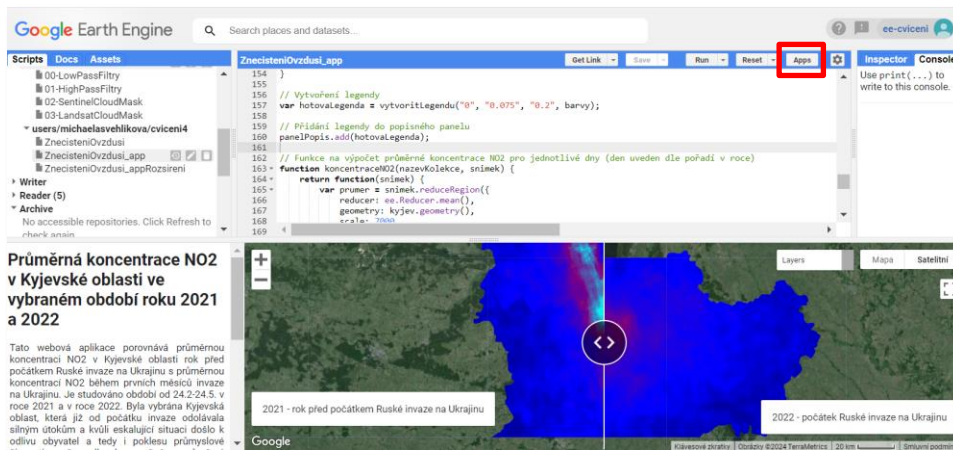 Google Earth Engine
Search places and datasets...
ee-cviceni
Scripts Docs Assets
00-LowPassFiltry
01-HighPassFiltry
02-SentinelCloudMask
03-LandsatCloudMask
users/michaelasvehlikova/cviceni4
ZnecisteniOvzdusi
ZnecisteniOvzdusi_app
ZnecisteniOvzdusi_appRozsireni
Writer
Reader (5)
Archive
No accessible repositories. Click Refresh to
check again.
ZnecisteniOvzdusi_app
Get Link Save Run Reset Apps
154 }
155
156 // Vytvoření legendy
157 var hotovaLegenda = vytvoritLegendu("0", "0.075", "0.2", barvy);
158
159 // Přidání legendy do popisného panelu
160 panelPopis.add(hotovaLegenda);
161
162 // Funkce na výpočet průměrné koncentrace NO2 pro jednotlivé dny (den uveden dle pořadí v roce)
163 function koncentraceNO2(nazevKolekce, snimek) {
164 return function(snimek) {
165 var prumer = snimek.reduceRegion({
166 reducer: ee.Reducer.mean(),
167 geometry: kyjev.geometry(),
168 scale: 7000
169
Inspector Console
Use print(...) to
write to this console.
Průměrná koncentrace NO2
v Kyjevské oblasti ve
vybraném období roku 2021
a 2022
Tato webová aplikace porovnává průměrnou
koncentraci NO2 v Kyjevské oblasti rok před
počátkem Ruské invaze na Ukrajinu s průměrnou
koncentrací NO2 během prvních měsíců invaze
na Ukrajinu. Je studováno období od 24.2-24.5. v
roce 2021 a v roce 2022. Byla vybrána Kyjevská
oblast, která již od počátku invaze odolávala
silným útokům a kvůli eskalující situaci došlo k
odlivu obyvatel a tedy i poklesu průmyslové
Layers
Mapa Satelitní
2021 - rok před počátkem Ruské invaze na Ukrajinu
2022 - počátek Ruské invaze na Ukrajinu
Google
Klávesové zkratky Obrázky ©2024 TerraMetrics 20 km Smluvní podmín